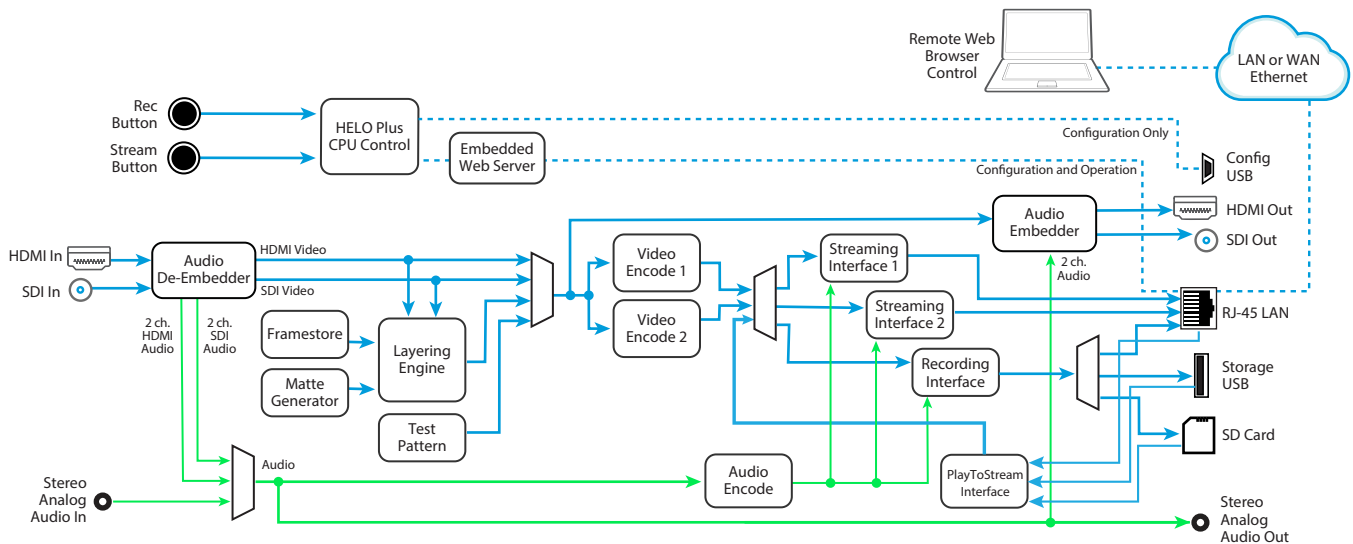 Remote Web
Browser
Control
LAN or WAN
Ethernet
Rec
Button
Stream
Button
HELO Plus
CPU Control
Embedded
Web Server
Configuration Only
Configuration and Operation
Config
USB
HDMI Out
SDI Out
Audio
Embedder
2 ch.
Audio
HDMI In
SDI In
Audio
De-Embedder
HDMI Video
SDI Video
2 ch.
HDMI
Audio
2 ch.
SDI
Audio
Framestore
Matte
Generator
Layering
Engine
Test
Pattern
Video
Encode 1
Video
Encode 2
Streaming
Interface 1
Streaming
Interface 2
Recording
Interface
RJ-45 LAN
Storage
USB
SD Card
Audio
Audio
Encode
PlayToStream
Interface
Stereo
Analog
Audio In
Stereo
Analog
Audio Out